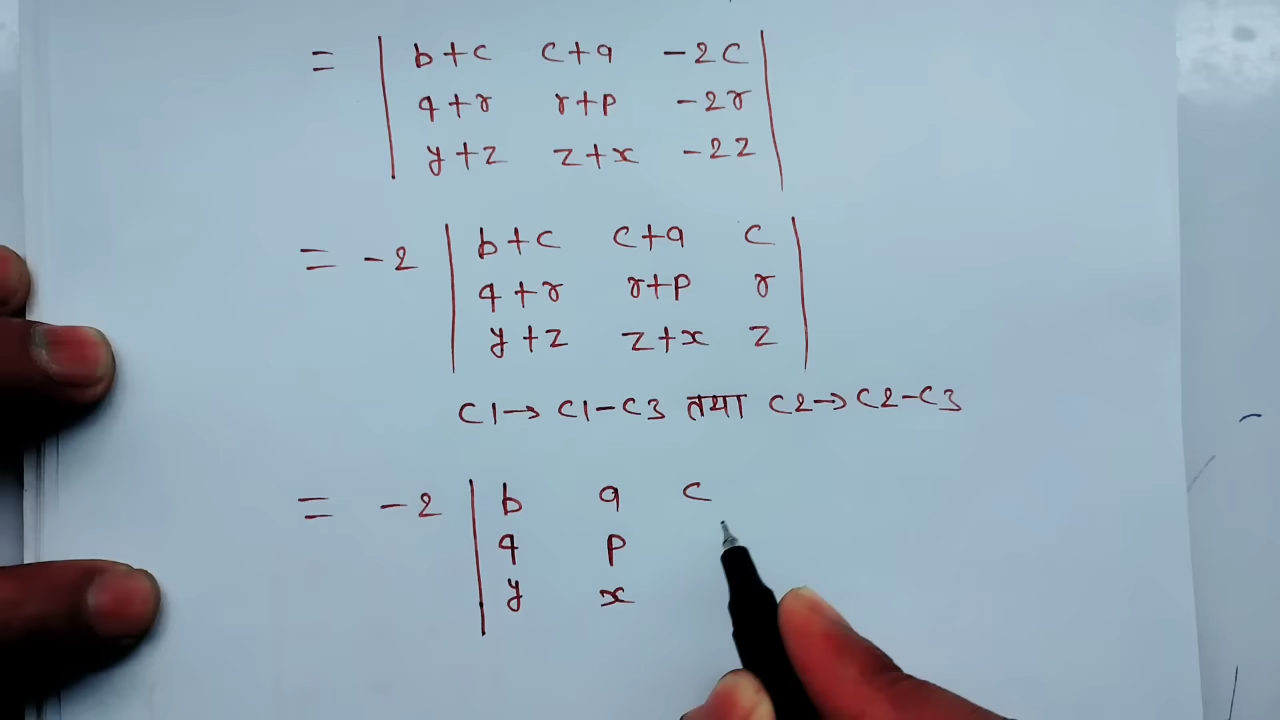 = | b+c c+a -2c |
| q+r r+p -2r |
| y+z z+x -2z |
= -2 | b+c c+a c |
| q+r r+p r |
| y+z z+x z |
C1→ C1-C3 तथा C2→C2-C3
= -2 | b a c
| q p
| y x